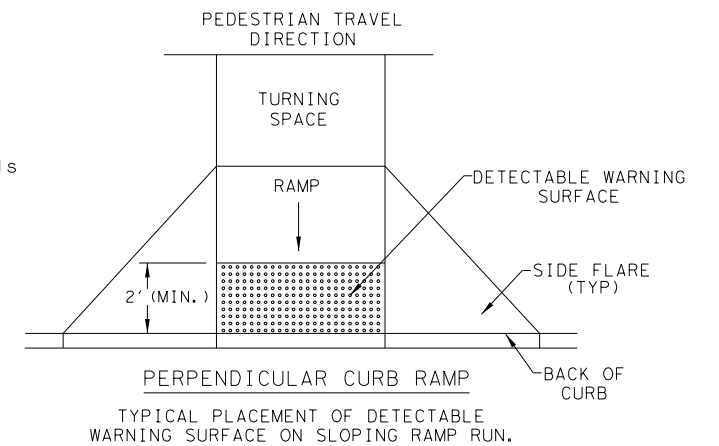 PEDESTRIAN TRAVEL
DIRECTION
TURNING
SPACE
RAMP
DETECTABLE WARNING
SURFACE
SIDE FLARE
(TYP)
2' (MIN.)
BACK OF
CURB
PERPENDICULAR CURB RAMP
TYPICAL PLACEMENT OF DETECTABLE
WARNING SURFACE ON SLOPING RAMP RUN.